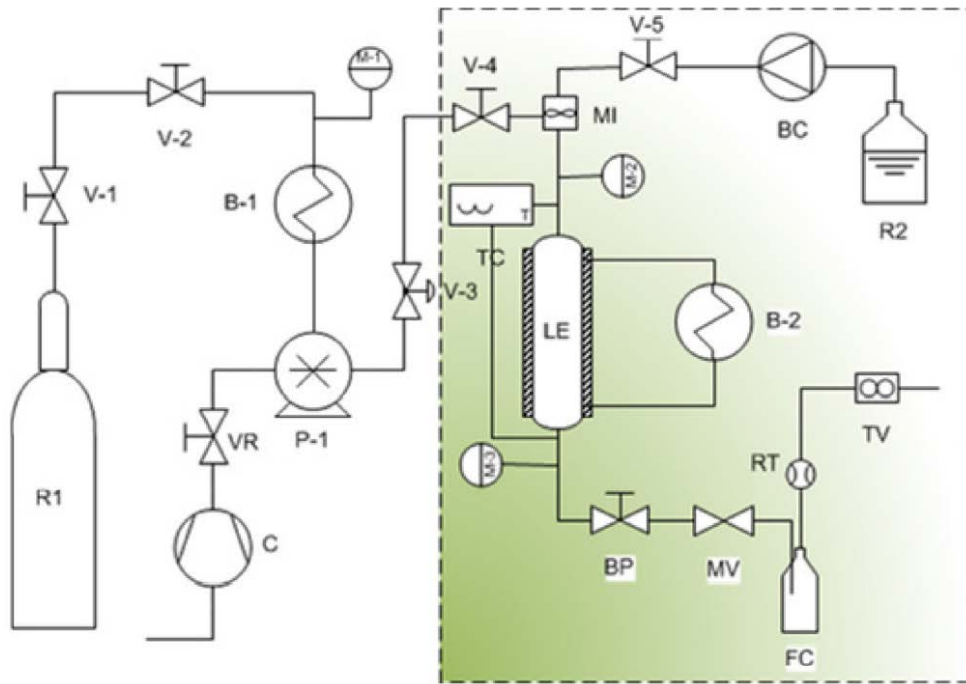 V-5
M-1
V-4
V-2
MI
BC
M-2
V-1
B-1
T
R2
TC
V-3
LE
B-2
VR
P-1
TV
M-3
RT
R1
C
BP
MV
FC